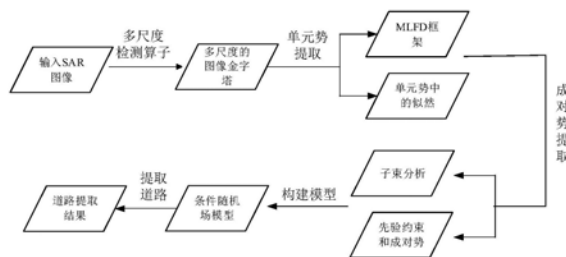 多尺度
检测算子
输入SAR
图像
多尺度的
图像金字
塔
单元势
提取
MLFD框
架
单元势中
的似然
成
对
势
提
取
子束分析
先验约束
和成对势
构建模型
条件随机
场模型
提取
道路
道路提取
结果